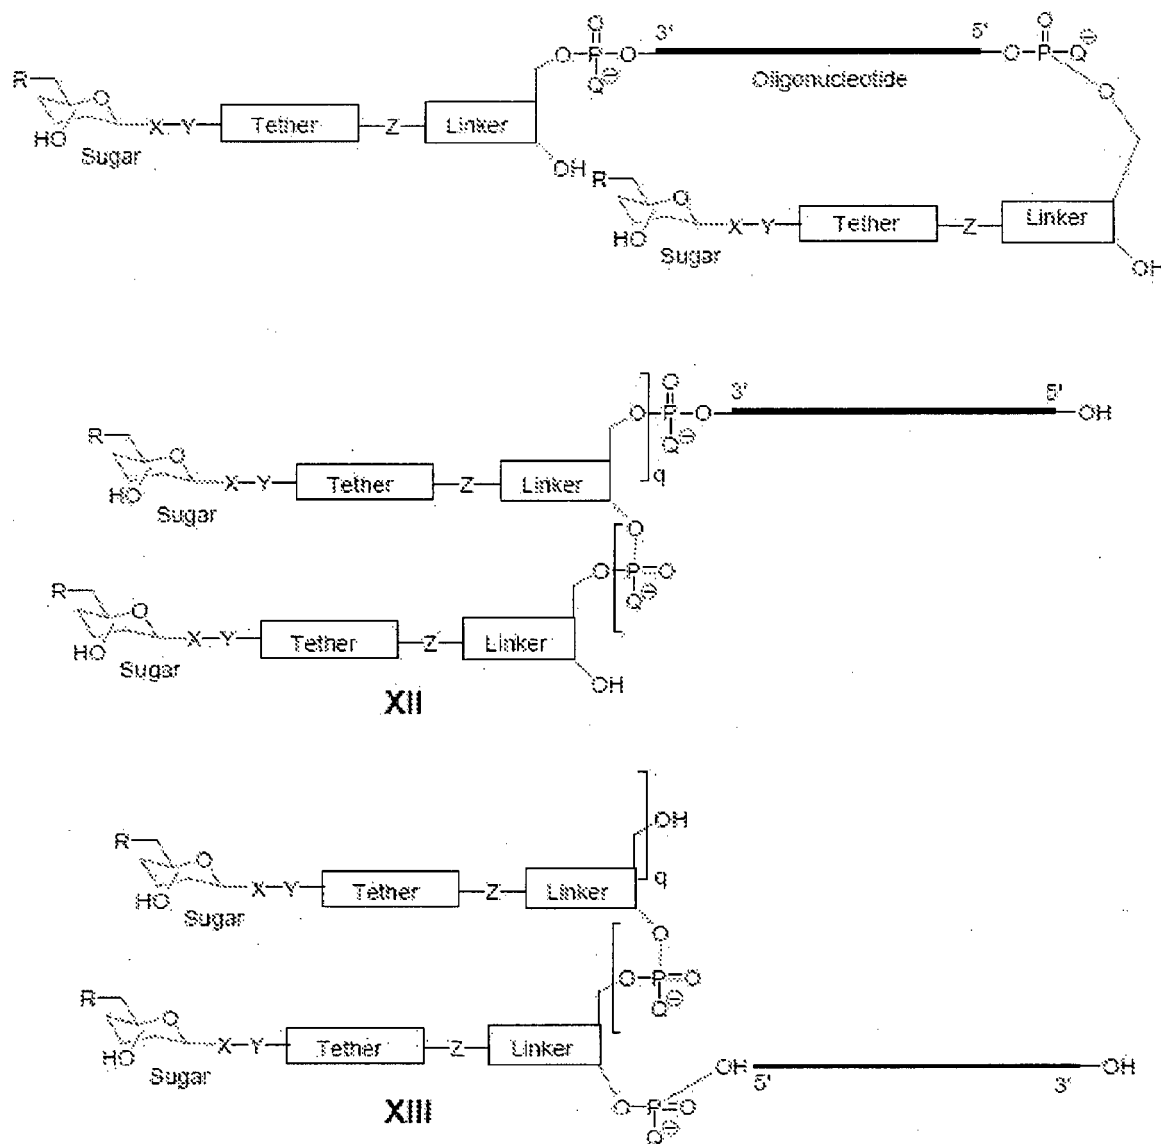 O
O-P-O 3' 5' O-P-Q⊖
Q⊖
Oligonucleotide
O
R
O
HO
X-Y
Tether
Z
Linker
Sugar
OH
R
O
HO
X-Y
Tether
Z
Linker
Sugar
OH
O
O-P-O 3' 5' OH
Q⊖
q
R
O
HO
X-Y
Tether
Z
Linker
Sugar
O
O-P=O
Q⊖
R
O
HO
X-Y
Tether
Z
Linker
Sugar
OH
XII
OH
q
R
O
HO
X-Y
Tether
Z
Linker
Sugar
O
O-P=O
Q⊖
R
O
HO
X-Y
Tether
Z
Linker
Sugar
OH 5' 3' OH
O-P=O
Q⊖
XIII